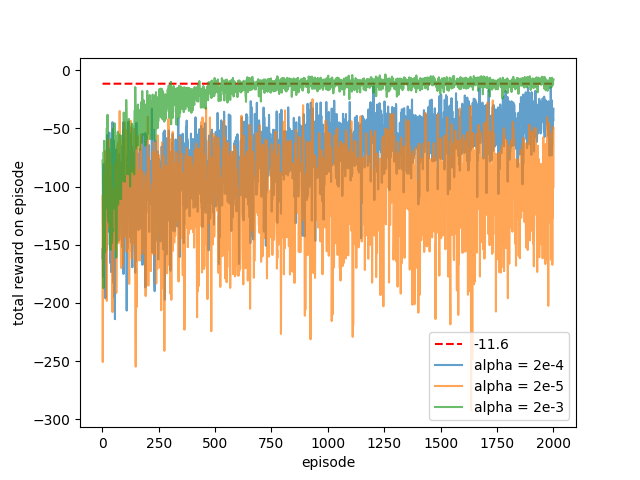 0
−50
−100
−150
−200
−250
−300
total reward on episode
-11.6
alpha = 2e-4
alpha = 2e-5
alpha = 2e-3
0 250 500 750 1000 1250 1500 1750 2000
episode